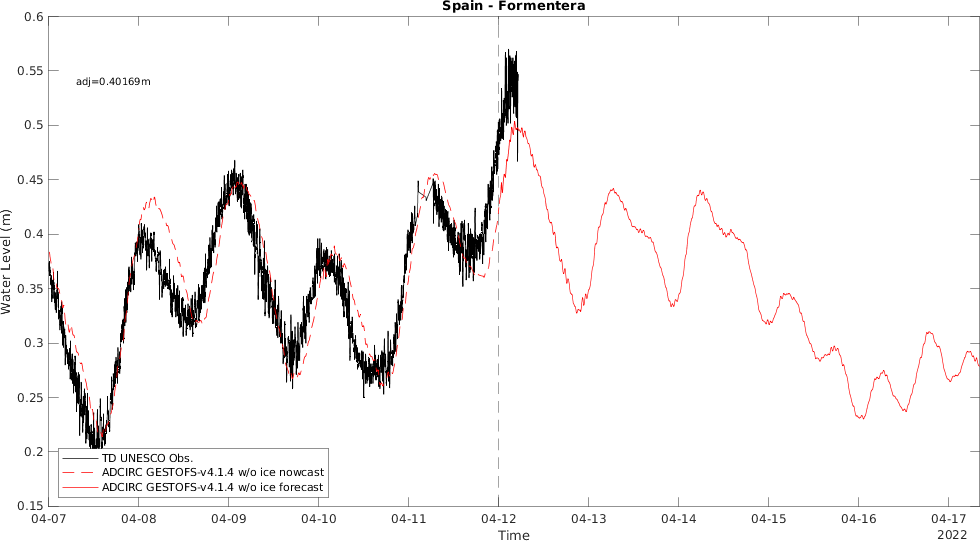 Spain - Formentera
0.6
0.55
adj=0.40169m
0.5
0.45
0.4
Water Level (m)
0.35
0.3
0.25
0.2
0.15
TD UNESCO Obs.
ADCIRC GESTOFS-v4.1.4 w/o ice nowcast
ADCIRC GESTOFS-v4.1.4 w/o ice forecast
04-07 04-08 04-09 04-10 04-11 04-12 04-13 04-14 04-15 04-16 04-17
Time 2022